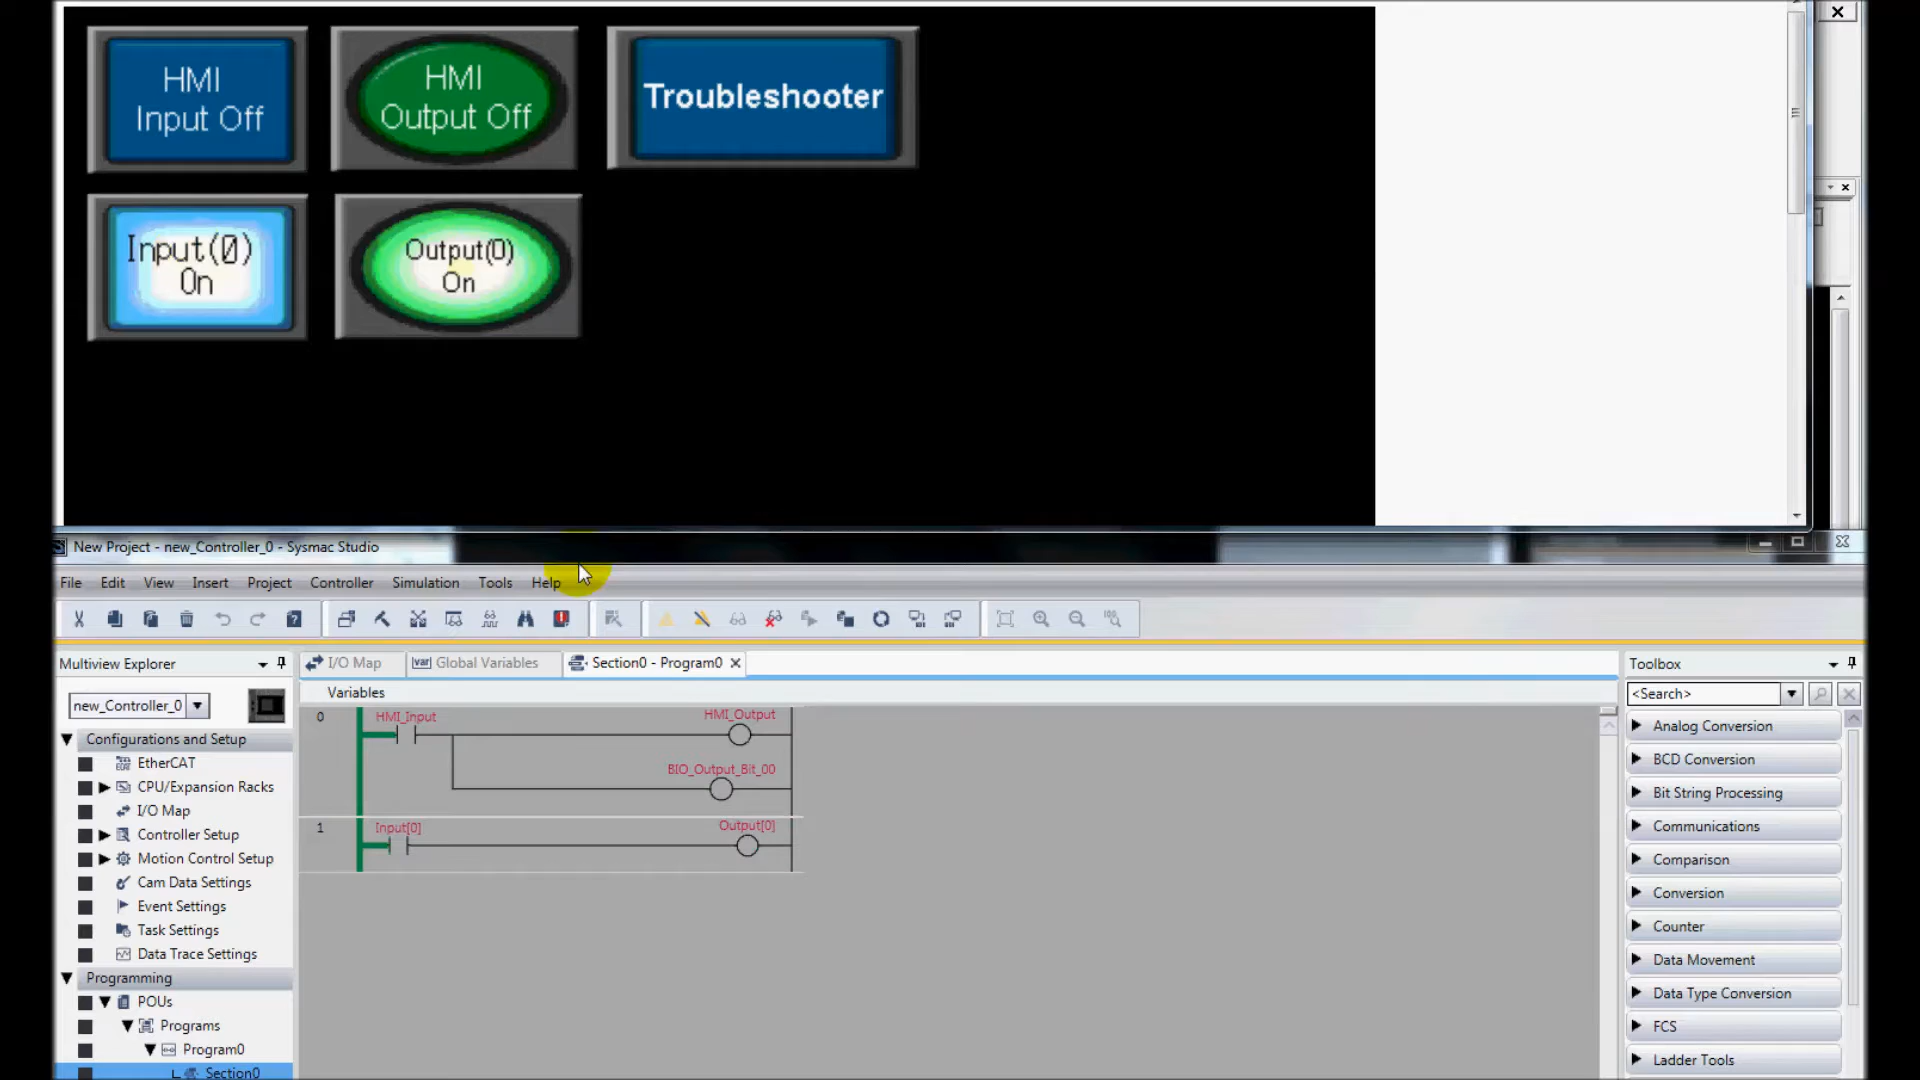 HMI
Input Off
HMI
Output Off
Troubleshooter
Input(0)
On
Output(0)
On
New Project - new_Controller_0 - Sysmac Studio
File Edit View Insert Project Controller Simulation Tools Help
Multiview Explorer
new_Controller_0
Configurations and Setup
EtherCAT
CPU/Expansion Racks
I/O Map
Controller Setup
Motion Control Setup
Cam Data Settings
Event Settings
Task Settings
Data Trace Settings
Programming
POUs
Programs
Program0
Section0
I/O Map
var Global Variables
Section0 - Program0
Variables
0
HMI_Input
HMI_Output
BIO_Output_Bit_00
1
Input[0]
Output[0]
Toolbox
<Search>
Analog Conversion
BCD Conversion
Bit String Processing
Communications
Comparison
Conversion
Counter
Data Movement
Data Type Conversion
FCS
Ladder Tools